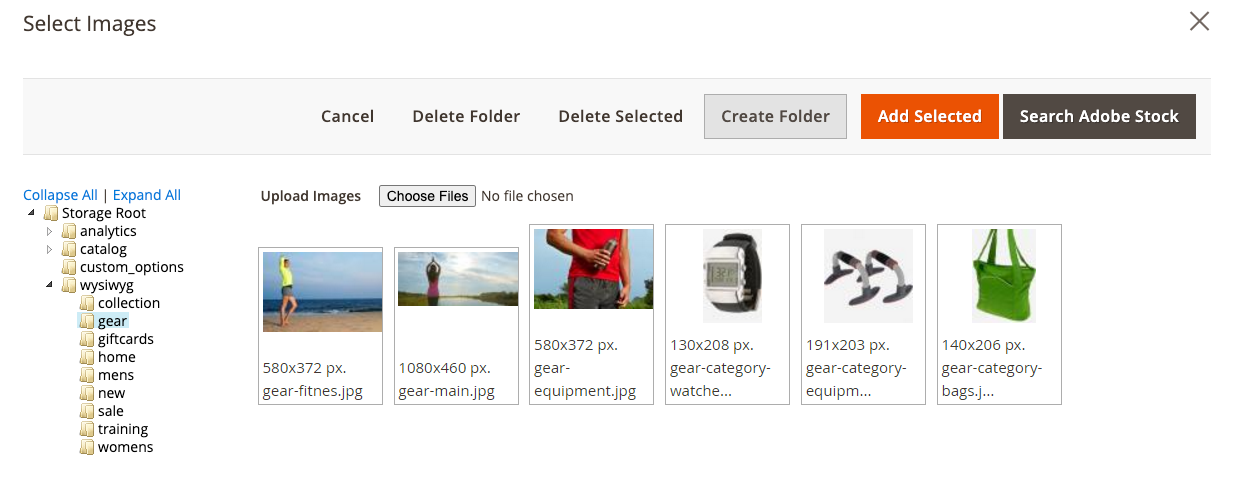 Select Images
Cancel Delete Folder Delete Selected Create Folder Add Selected Search Adobe Stock
Collapse All | Expand All
Storage Root
analytics
catalog
custom_options
wysiwyg
collection
gear
giftcards
home
mens
new
sale
training
womens
Upload Images Choose Files No file chosen
580x372 px.
gear-fitnes.jpg
1080x460 px.
gear-main.jpg
580x372 px.
gear-
equipment.jpg
130x208 px.
gear-category-
watche...
191x203 px.
gear-category-
equipm...
140x206 px.
gear-category-
bags.j...